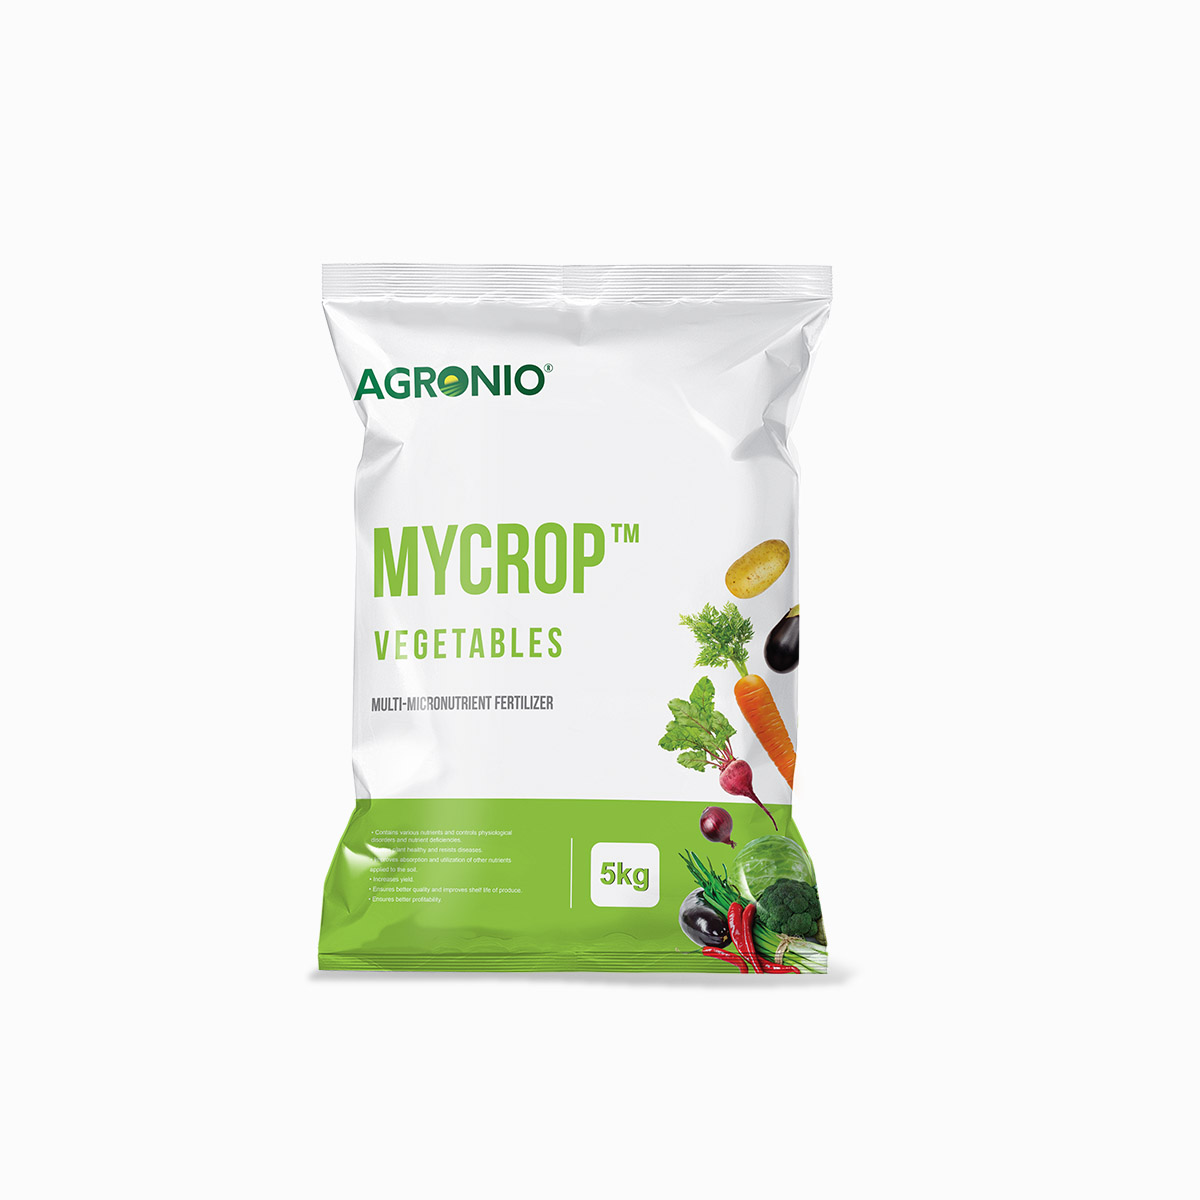 AGRONIO®
MYCROP™
VEGETABLES
MULTI-MICRONUTRIENT FERTILIZER
• Contains various nutrients and controls physiological
disorders and nutrient deficiencies.
plant healthy and resists diseases.
• Improves absorption and utilization of other nutrients
applied to the soil.
• Increases yield.
• Ensures better quality and improves shelf life of produce.
• Ensures better profitability
5kg